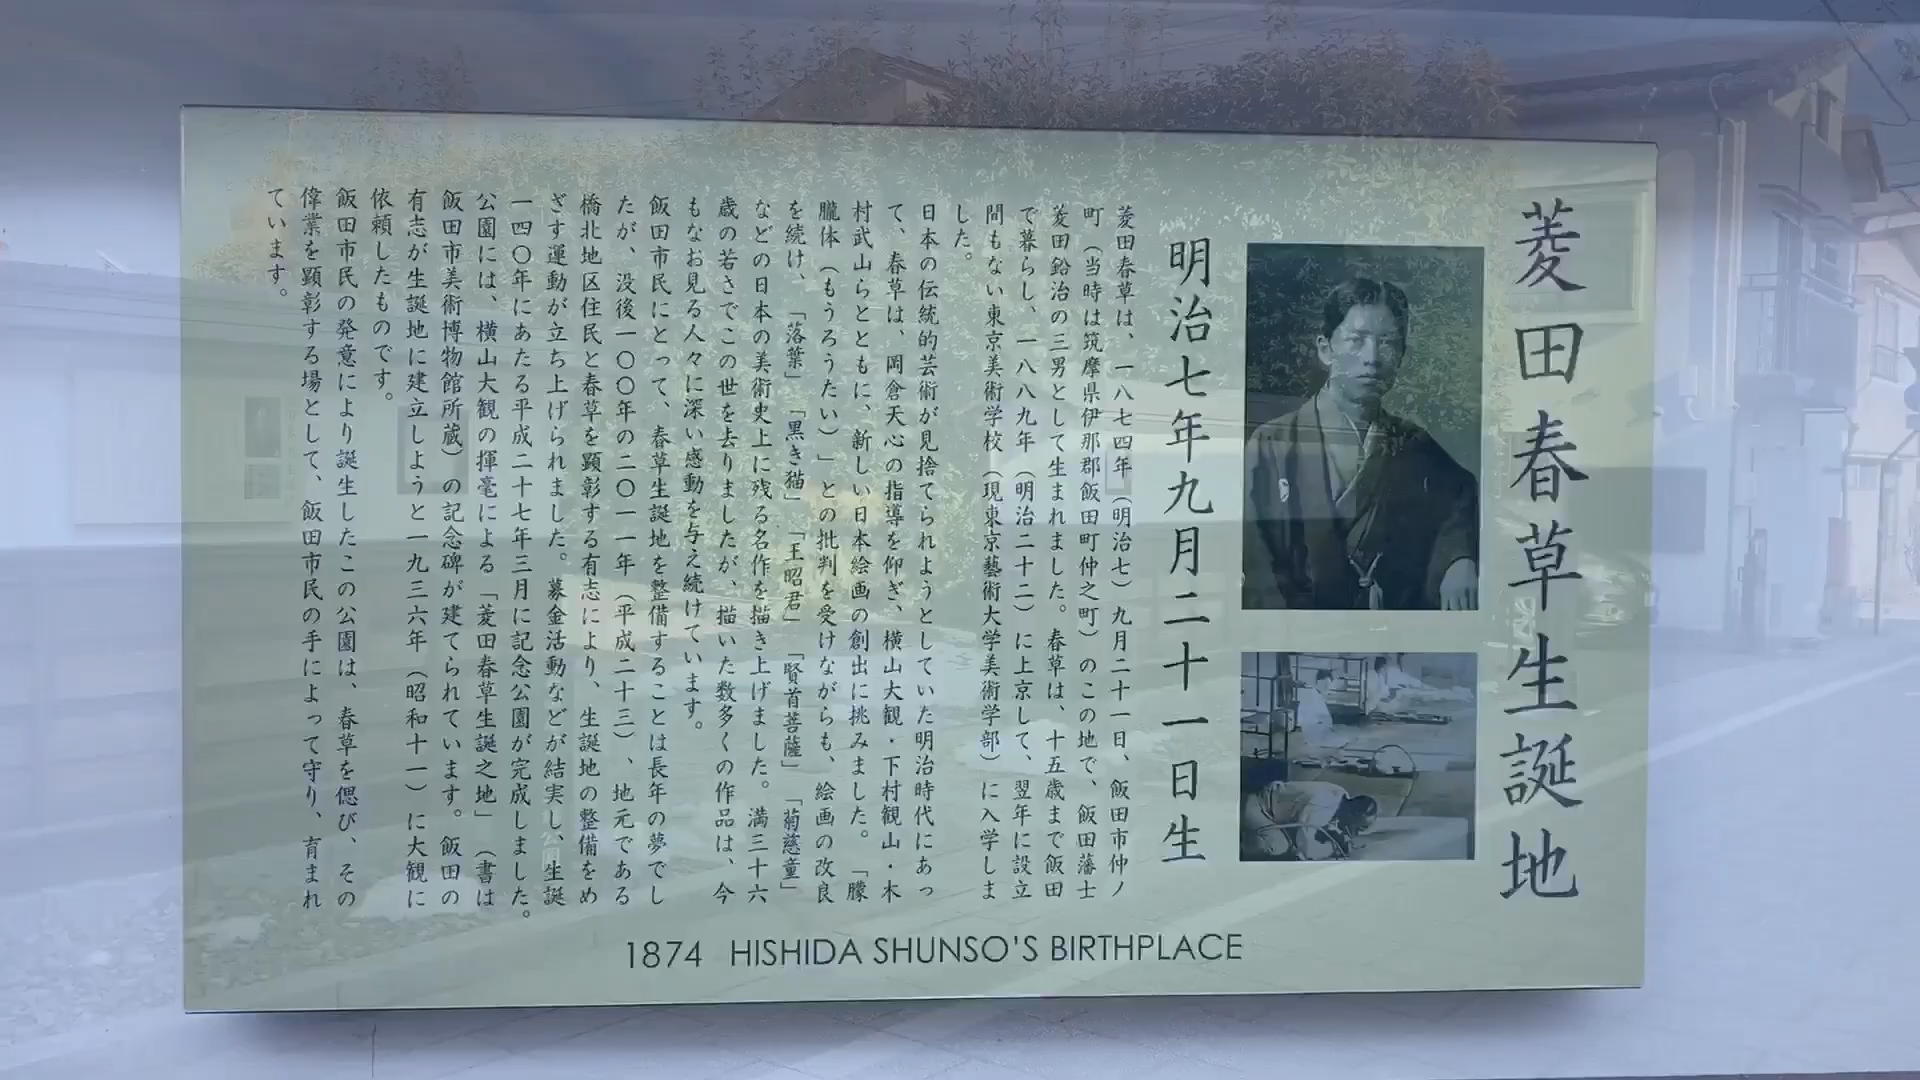 菱田春草生誕地
明治七年九月二十一日生
菱田春草は、一八七四年（明治七）九月二十一日、飯田市仲ノ
町（当時は筑摩県伊那郡飯田町仲之町）のこの地で、飯田藩士
菱田鉛治の三男として生まれました。春草は、十五歳まで飯田
で暮らし、一八八九年（明治二十二）に上京して、翌年に設立
間もない東京美術学校（現東京藝術大学美術学部）に入学しま
した。
日本の伝統的芸術が見捨てられようとしていた明治時代にあっ
て、春草は、岡倉天心の指導を仰ぎ、横山大観・下村観山・木
村武山らとともに、新しい日本絵画の創出に挑みました。「朦
朧体（もうろうたい）」との批判を受けながらも、絵画の改良
を続け、「落葉」「黒き猫」「王昭君」「賢首菩薩」「菊慈童」
などの日本の美術史上に残る名作を描き上げました。満三十六
歳の若さでこの世を去りましたが、描いた数多くの作品は、今
もなお見る人々に深い感動を与え続けています。
飯田市民にとって、春草生誕地を整備することは長年の夢でし
たが、没後一〇〇年の二〇一一年（平成二十三）、地元である
橋北地区住民と春草を顕彰する有志により、生誕地の整備をめ
ざす運動が立ち上げられました。募金活動などが結実し、生誕
一四〇年にあたる平成二十七年三月に記念公園が完成しました。
公園には、横山大観の揮毫による「菱田春草生誕之地」（書は
飯田市美術博物館所蔵）の記念碑が建てられています。飯田の
有志が生誕地に建立しようと一九三六年（昭和十一）に大観に
依頼したものです。
飯田市民の発意により誕生したこの公園は、春草を偲び、その
偉業を顕彰する場として、飯田市民の手によって守り、育まれ
ています。
1874 HISHIDA SHUNSO'S BIRTHPLACE